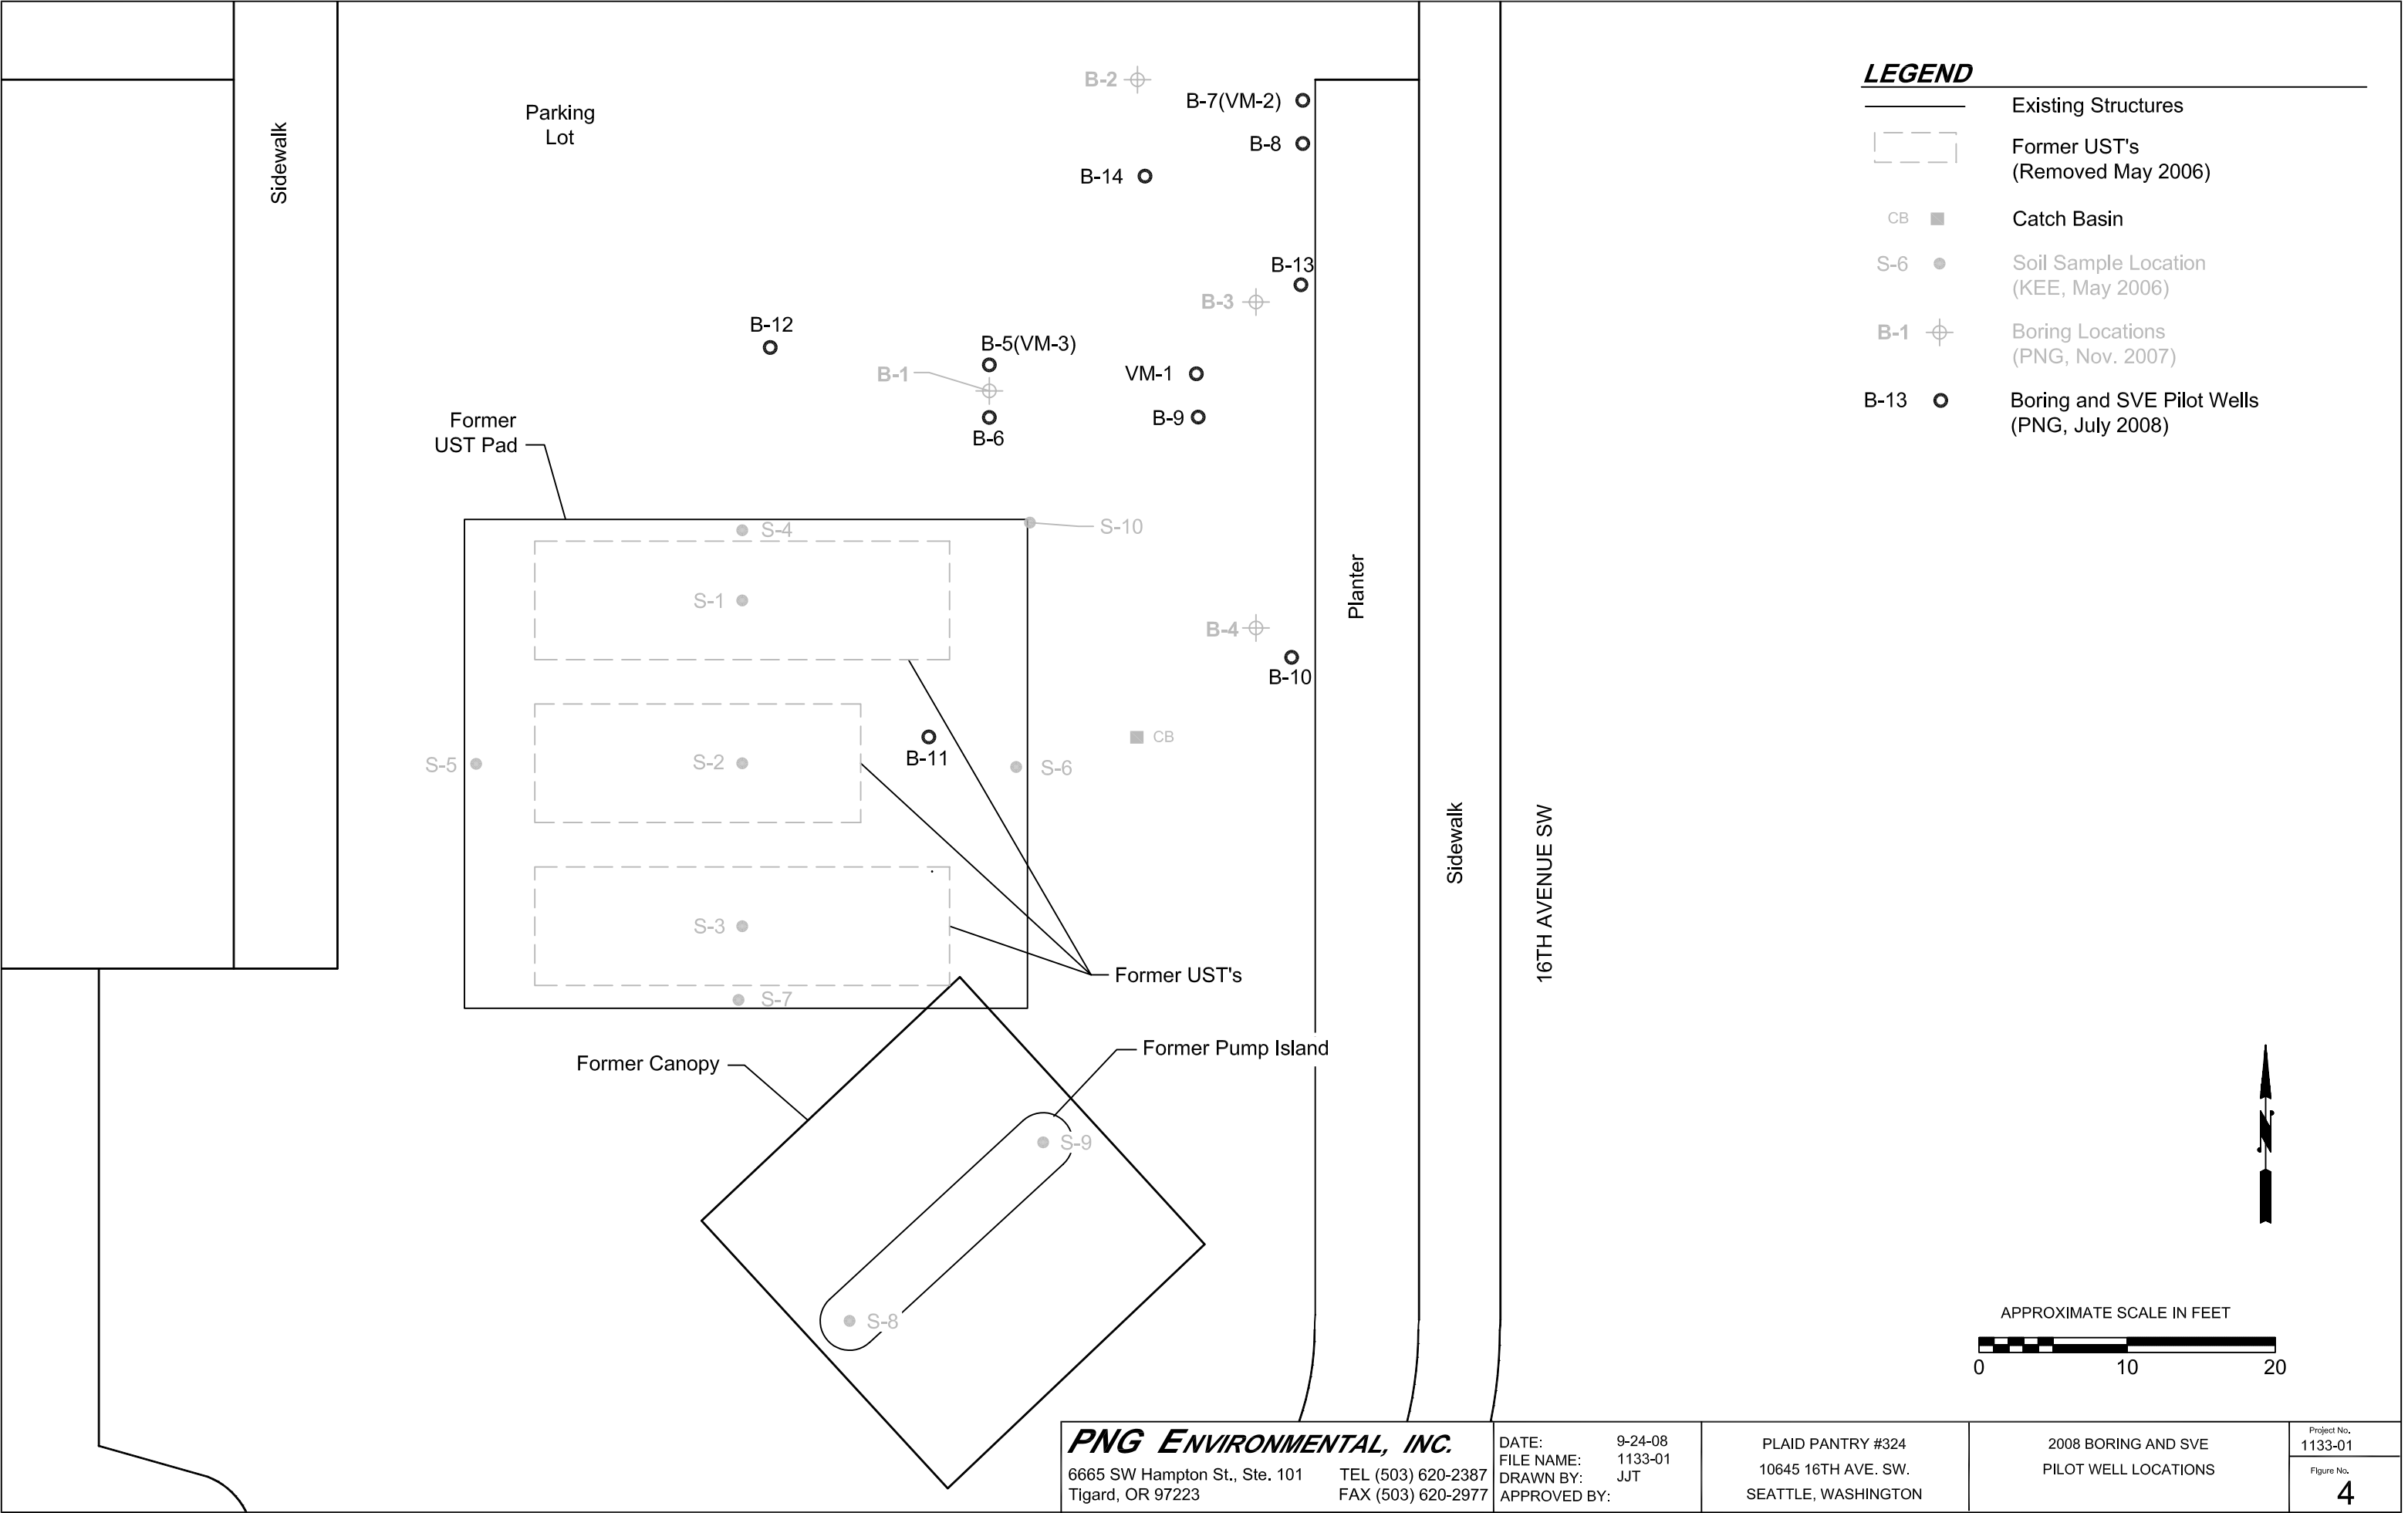 Sidewalk
Parking
Lot
B-2
B-7(VM-2)
B-8
B-14
B-13
B-3
B-12
B-5(VM-3)
B-1
VM-1
B-9
B-6
Former
UST Pad
S-4
S-10
S-1
B-4
B-10
Planter
S-5
S-2
B-11
S-6
CB
S-3
Former UST's
S-7
Sidewalk
16TH AVENUE SW
Former Canopy
Former Pump Island
S-9
S-8
LEGEND
Existing Structures
Former UST's
(Removed May 2006)
CB
Catch Basin
S-6
Soil Sample Location
(KEE, May 2006)
B-1
Boring Locations
(PNG, Nov. 2007)
B-13
Boring and SVE Pilot Wells
(PNG, July 2008)
N
APPROXIMATE SCALE IN FEET
0 10 20
PNG ENVIRONMENTAL, INC.
6665 SW Hampton St., Ste. 101 TEL (503) 620-2387
Tigard, OR 97223 FAX (503) 620-2977
DATE: 9-24-08
FILE NAME: 1133-01
DRAWN BY: JJT
APPROVED BY:
PLAID PANTRY #324
10645 16TH AVE. SW.
SEATTLE, WASHINGTON
2008 BORING AND SVE
PILOT WELL LOCATIONS
Project No.
1133-01
Figure No.
4